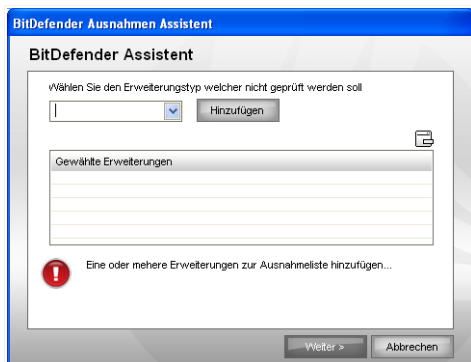 BitDefender Ausnahmen Assistent
BitDefender Assistent
Wählen Sie den Erweiterungstyp welcher nicht geprüft werden soll
Hinzufügen
Gewählte Erweiterungen
Eine oder mehere Erweiterungen zur Ausnahmeliste hinzufügen...
Weiter >
Abbrechen